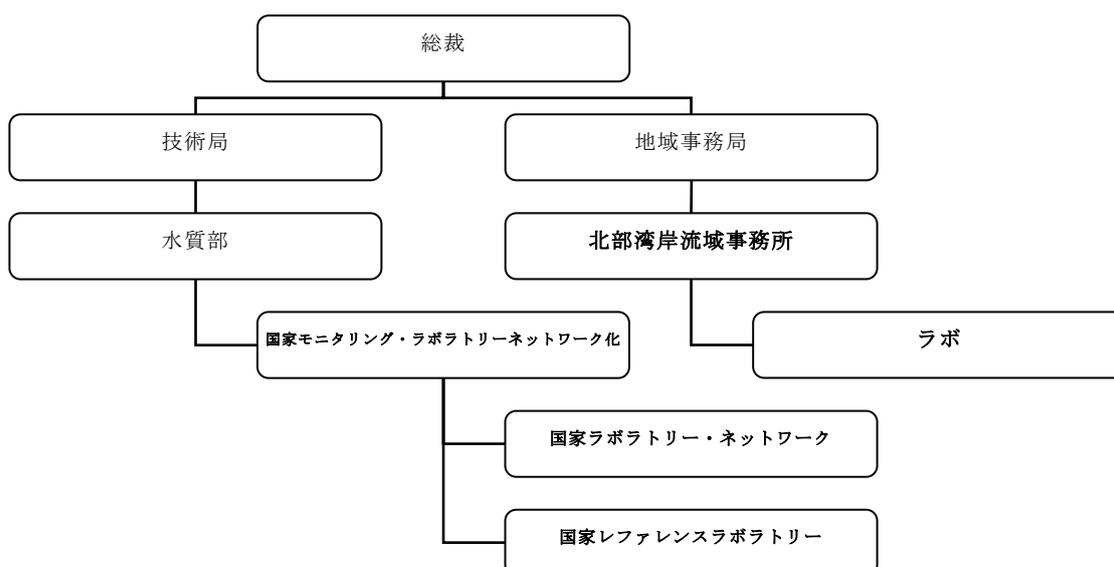 総裁
技術局
地域事務局
水質部
北部湾岸流域事務所
国家モニタリング・ラボラトリーネットワーク化
ラボ
国家ラボラトリー・ネットワーク
国家レファレンスラボラトリー